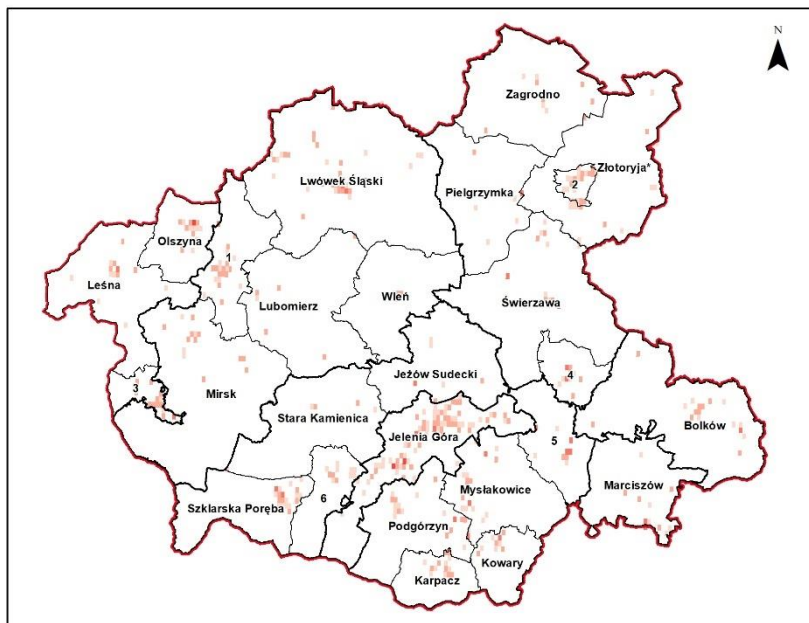 N
Zagrodno
Złotoryja*
2
Lwówek Śląski
Pielgrzymka
Olszyna
1
Leśna
Lubomierz
Wleń
Świerzawa
Jeżów Sudecki
4
3
Mirsk
Stara Kamienica
Jelenia Góra
Bolków
5
Marciszów
Mysłakowice
6
Szklarska Poręba
Podgórzyn
Kowary
Karpacz